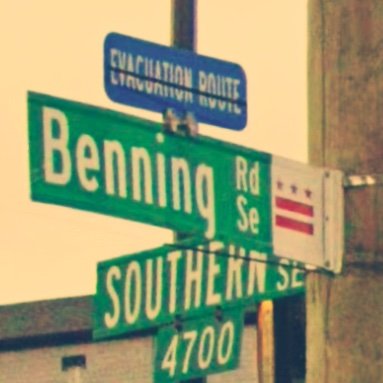 EVACUATION ROUTE
Benning Rd Se
SOUTHERN SE
4700